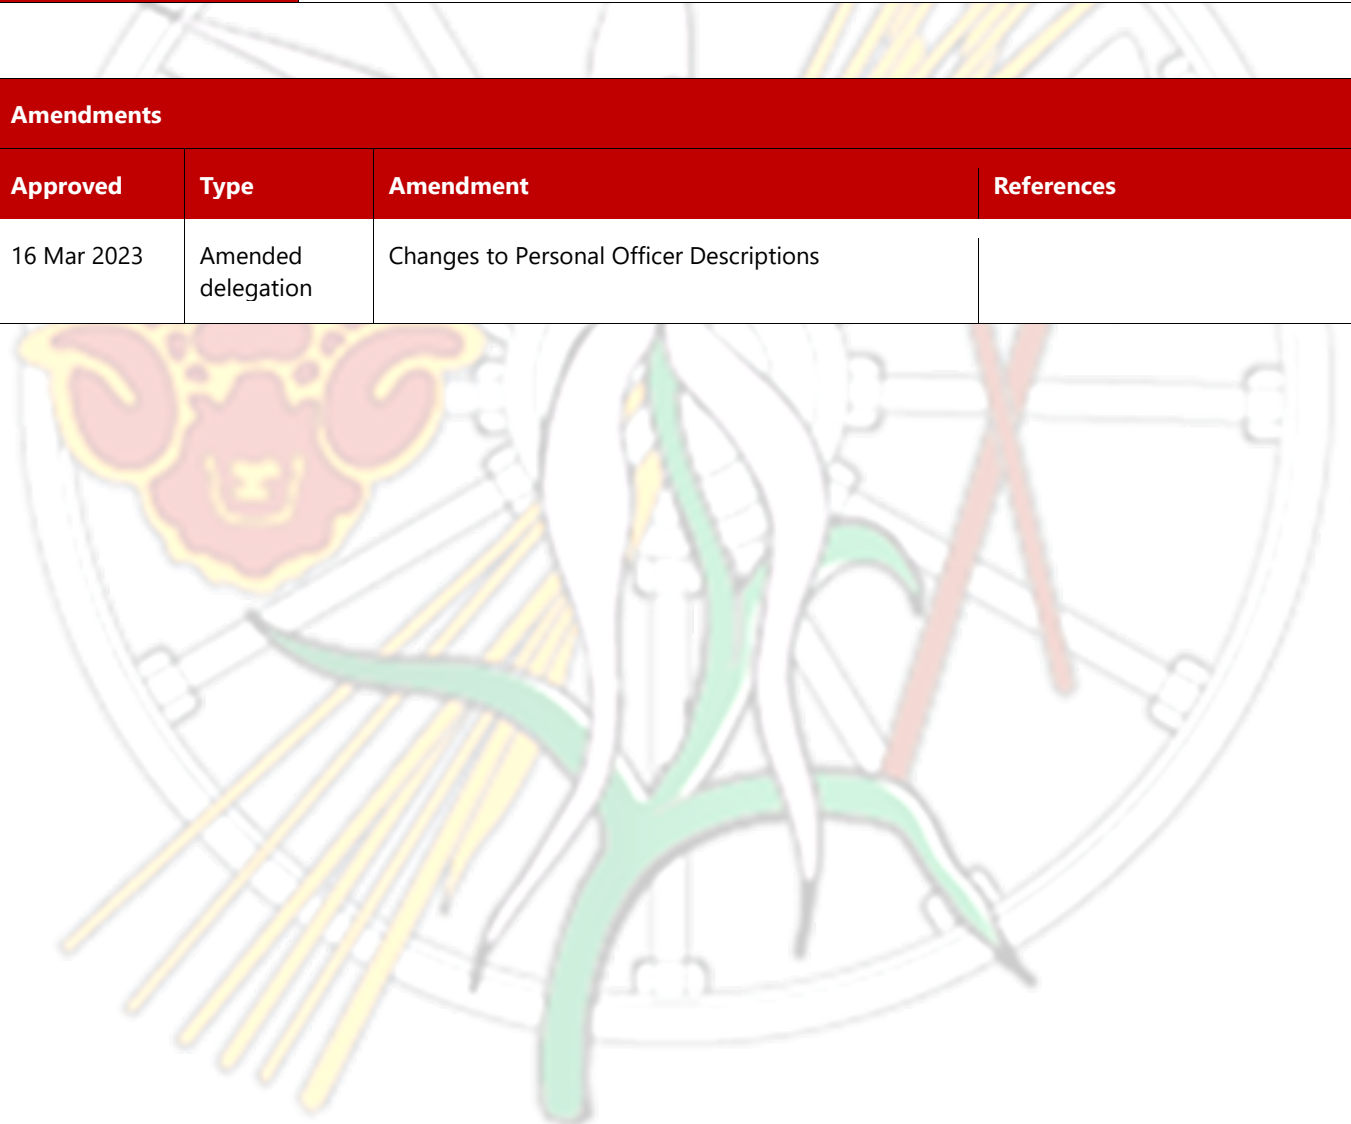 Amendments
Approved Type Amendment References
16 Mar 2023 Amended Changes to Personal Officer Descriptions
delegation